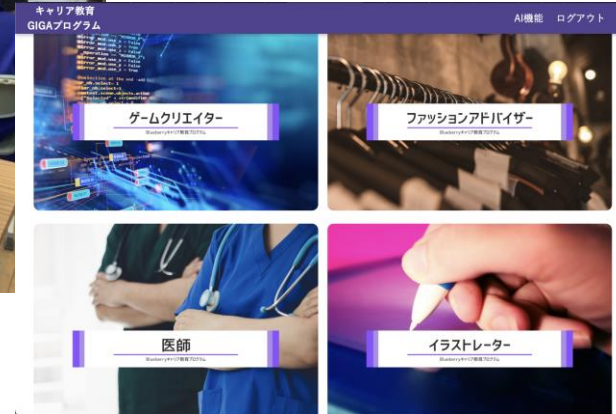 キャリア教育
GIGAプログラム
AI機能 ログアウト
ゲームクリエイター
Blueberryキャリア教育プログラム
ファッションアドバイザー
Blueberryキャリア教育プログラム
医師
Blueberryキャリア教育プログラム
イラストレーター
Blueberryキャリア教育プログラム